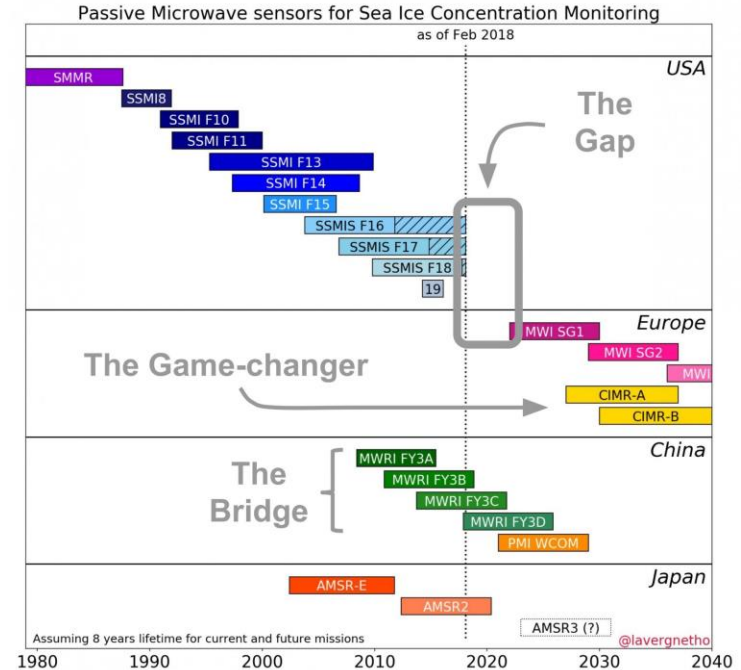 Passive Microwave sensors for Sea Ice Concentration Monitoring
as of Feb 2018
USA
SMMR
SSMI8
SSMI F10
SSMI F11
SSMI F13
SSMI F14
SSMI F15
SSMIS F16
SSMIS F17
SSMIS F18
19
The
Gap
Europe
MWI SG1
MWI SG2
MWI
CIMR-A
CIMR-B
The Game-changer
China
MWRI FY3A
MWRI FY3B
MWRI FY3C
MWRI FY3D
PMI WCOM
The
Bridge
Japan
AMSR-E
AMSR2
AMSR3 (?)
Assuming 8 years lifetime for current and future missions
@lavergnetho
1980 1990 2000 2010 2020 2030 2040